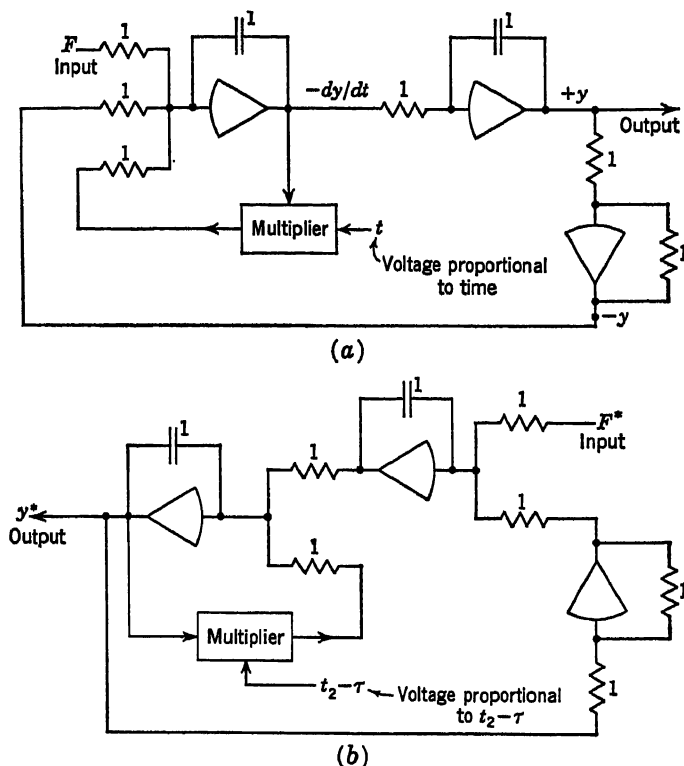 1
F
Input
1
1
1
-dy/dt
1
1
+y
Output
1
Multiplier
t
Voltage proportional
to time
1
-y
(a)
1
1
F*
Input
1
1
1
y*
Output
1
1
Multiplier
t₂-τ
Voltage proportional
to t₂-τ
1
(b)